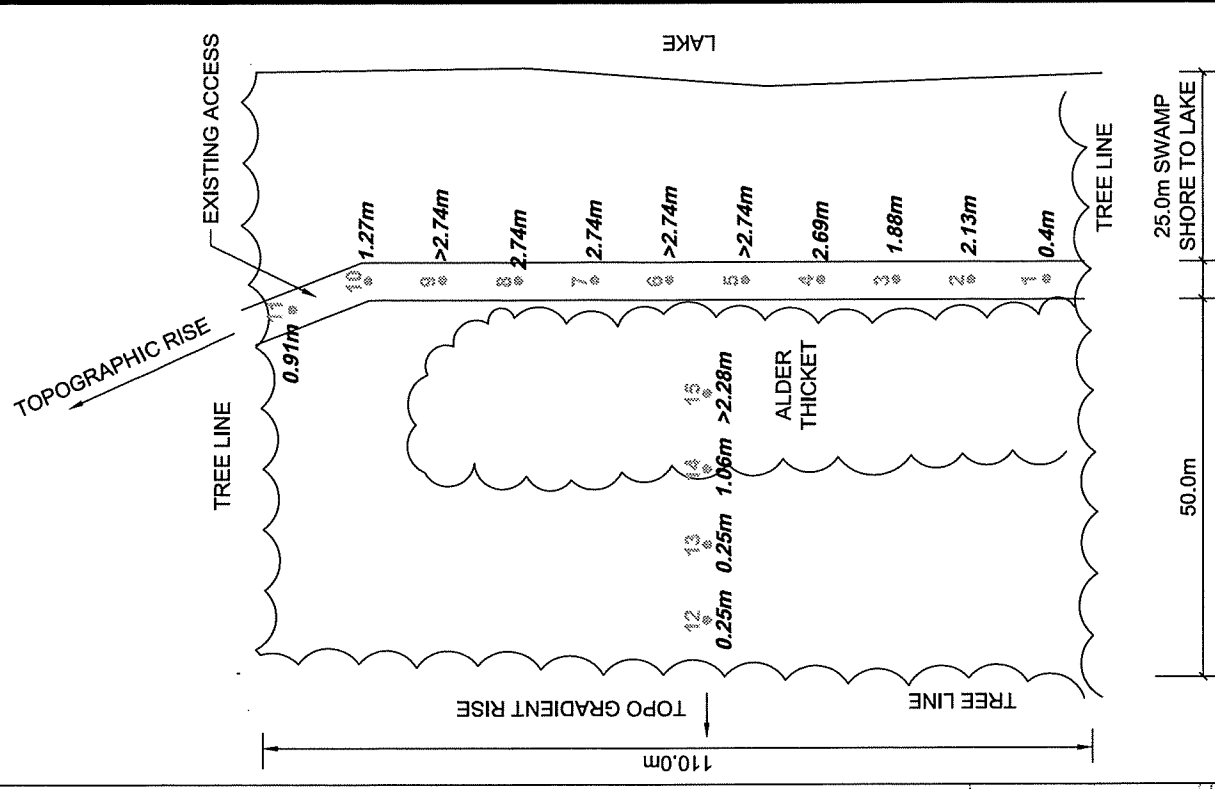 LAKE
EXISTING ACCESS
TOPOGRAPHIC RISE
TREE LINE
11
0.91m
10
1.27m
9
>2.74m
8
2.74m
7
2.74m
6
>2.74m
5
>2.74m
4
2.69m
3
1.88m
2
2.13m
1
0.4m
TREE LINE
25.0m SWAMP
SHORE TO LAKE
15
>2.28m
14
1.06m
13
0.25m
12
0.25m
ALDER
THICKET
50.0m
TOPO GRADIENT RISE
TREE LINE
110.0m